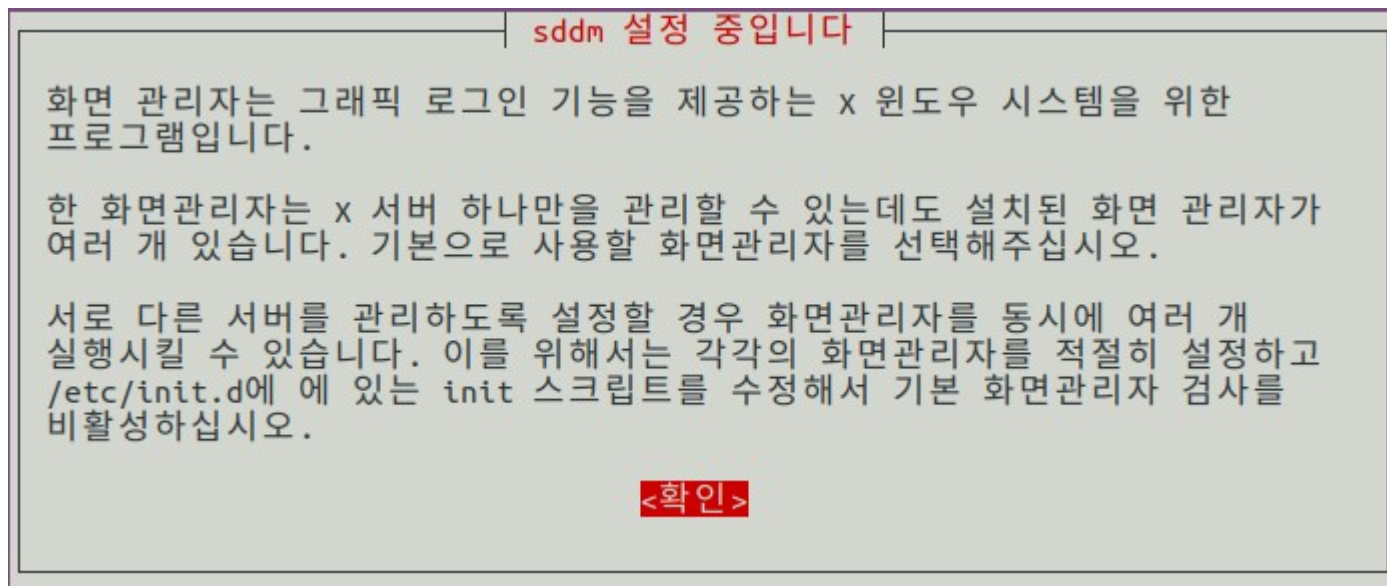 sddm 설정 중입니다
화면 관리자는 그래픽 로그인 기능을 제공하는 X 윈도우 시스템을 위한
프로그램입니다.
한 화면관리자는 X 서버 하나만을 관리할 수 있는데도 설치된 화면 관리자가
여러 개 있습니다. 기본으로 사용할 화면관리자를 선택해주십시오.
서로 다른 서버를 관리하도록 설정할 경우 화면관리자를 동시에 여러 개
실행시킬 수 있습니다. 이를 위해서는 각각의 화면관리자를 적절히 설정하고
/etc/init.d에 에 있는 init 스크립트를 수정해서 기본 화면관리자 검사를
비활성하십시오.
<확인>